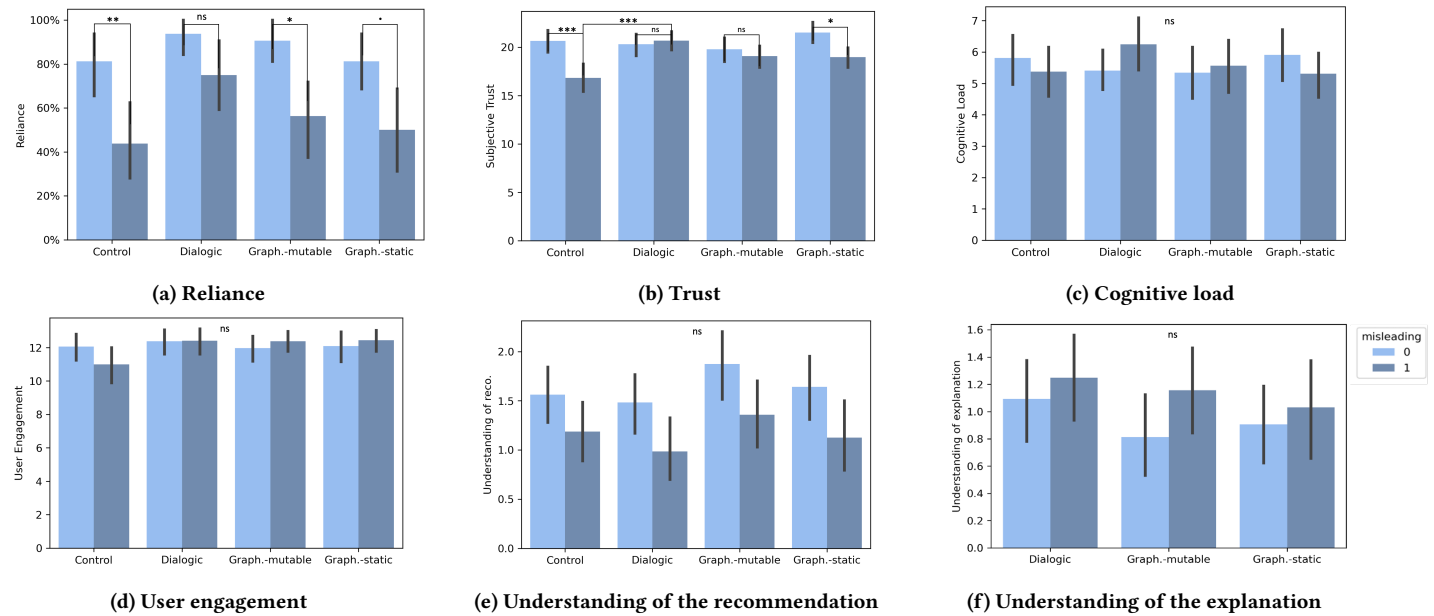 100%
80%
60%
40%
20%
0%
Reliance
**
ns
*
·
Control Dialogic Graph.-mutable Graph.-static
(a) Reliance
20
15
10
5
0
Subjective Trust
***
***
ns
ns
*
Control Dialogic Graph.-mutable Graph.-static
(b) Trust
7
6
5
4
3
2
1
0
Cognitive Load
ns
Control Dialogic Graph.-mutable Graph.-static
(c) Cognitive load
12
10
8
6
4
2
0
User Engagement
ns
Control Dialogic Graph.-mutable Graph.-static
(d) User engagement
2.0
1.5
1.0
0.5
0.0
Understanding of reco.
ns
Control Dialogic Graph.-mutable Graph.-static
(e) Understanding of the recommendation
1.6
1.4
1.2
1.0
0.8
0.6
0.4
0.2
0.0
Understanding of explanation
ns
Dialogic Graph.-mutable Graph.-static
(f) Understanding of the explanation
misleading
0
1